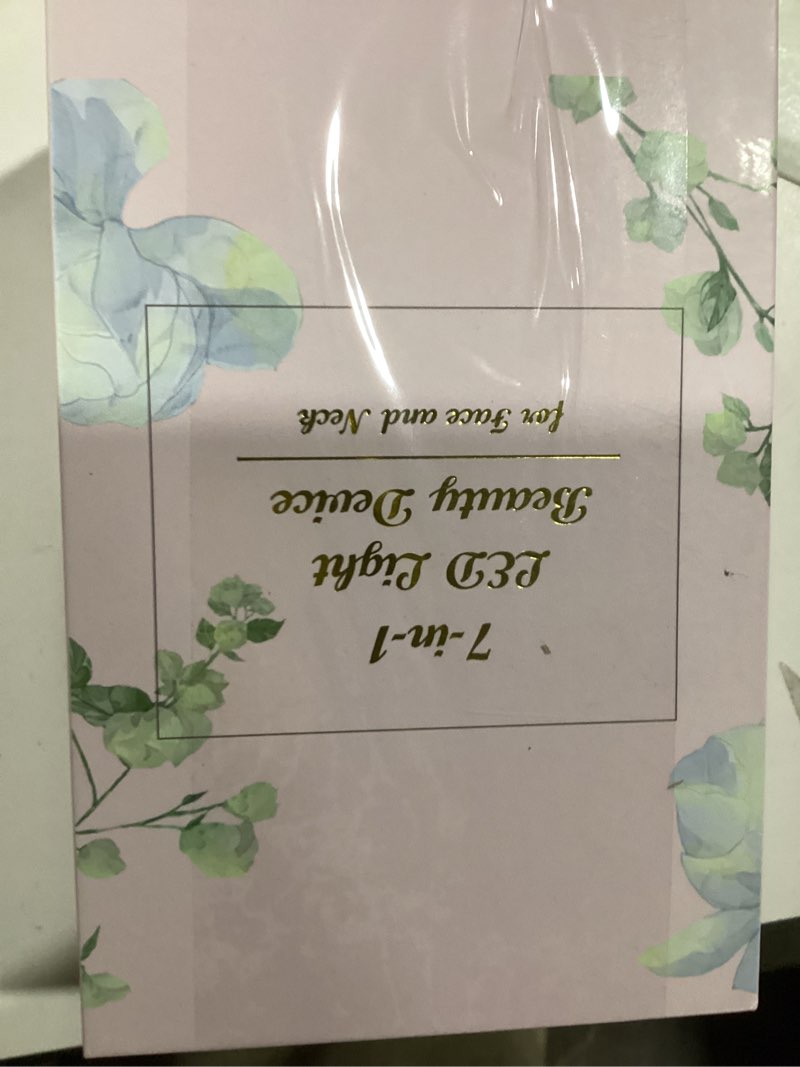 7-in-1
LED Light
Beauty Device
for Face and Neck